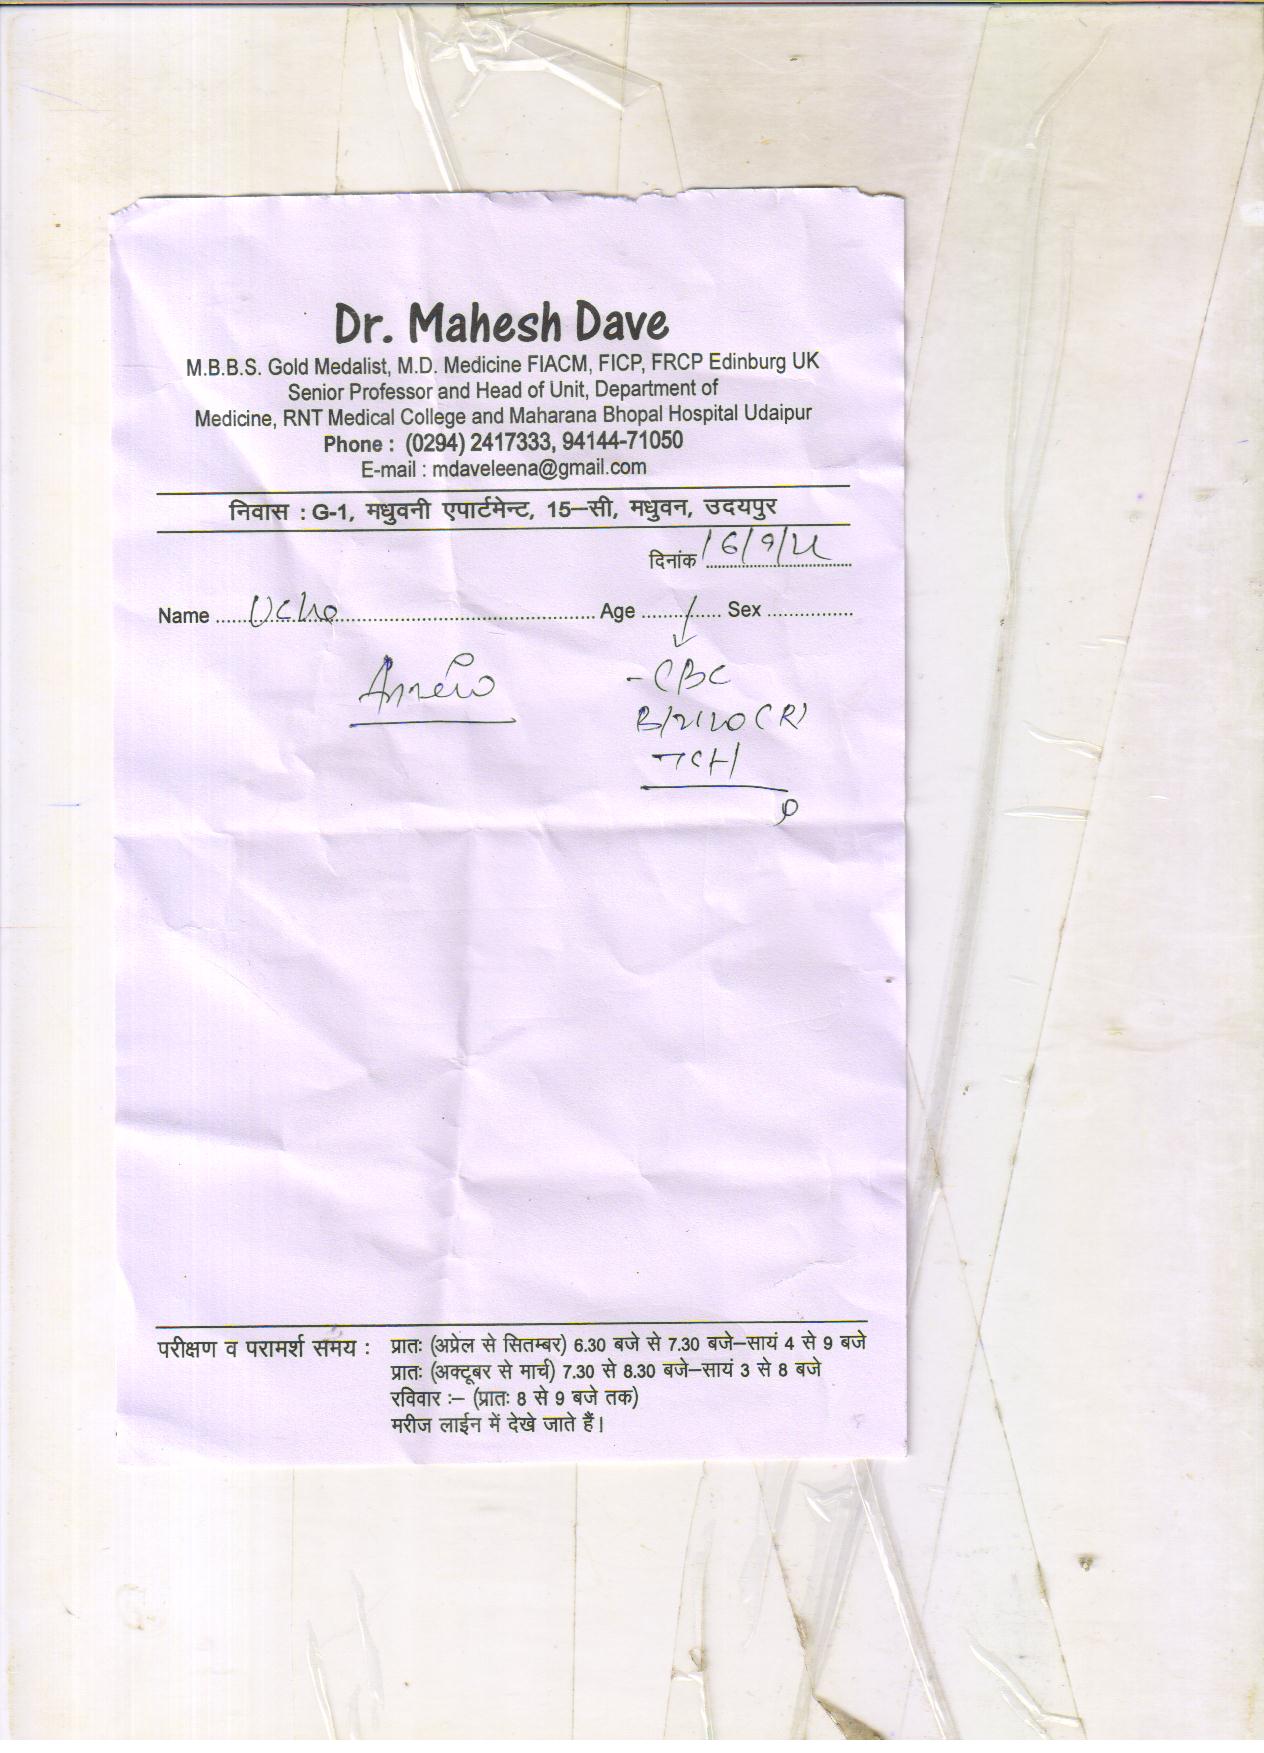 Dr. Mahesh Dave
M.B.B.S. Gold Medalist, M.D. Medicine FIACM, FICP, FRCP Edinburg UK
Senior Professor and Head of Unit, Department of
Medicine, RNT Medical College and Maharana Bhopal Hospital Udaipur
Phone : (0294) 2417333, 94144-71050
E-mail : mdaveleena@gmail.com
निवास : G-1, मधुवनी एपार्टमेन्ट, 15–सी, मधुवन, उदयपुर
दिनांक 16/9/
Name Age Sex
- CBC
परीक्षण व परामर्श समय : प्रातः (अप्रेल से सितम्बर) 6.30 बजे से 7.30 बजे–सायं 4 से 9 बजे
प्रातः (अक्टूबर से मार्च) 7.30 से 8.30 बजे–सायं 3 से 8 बजे
रविवार :– (प्रातः 8 से 9 बजे तक)
मरीज लाईन में देखे जाते हैं।